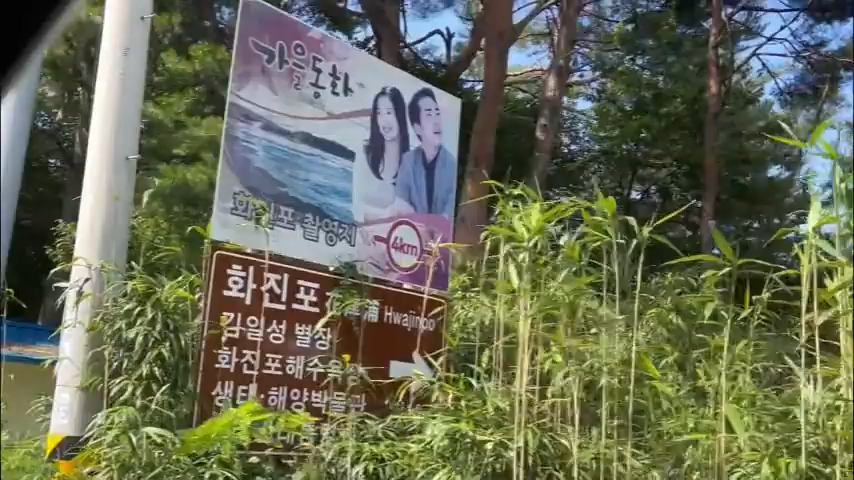 가을동화
화진포 촬영지
4km
화진포 Hwajinpo
김일성 별장
화진포해수욕장
생태·해양박물관